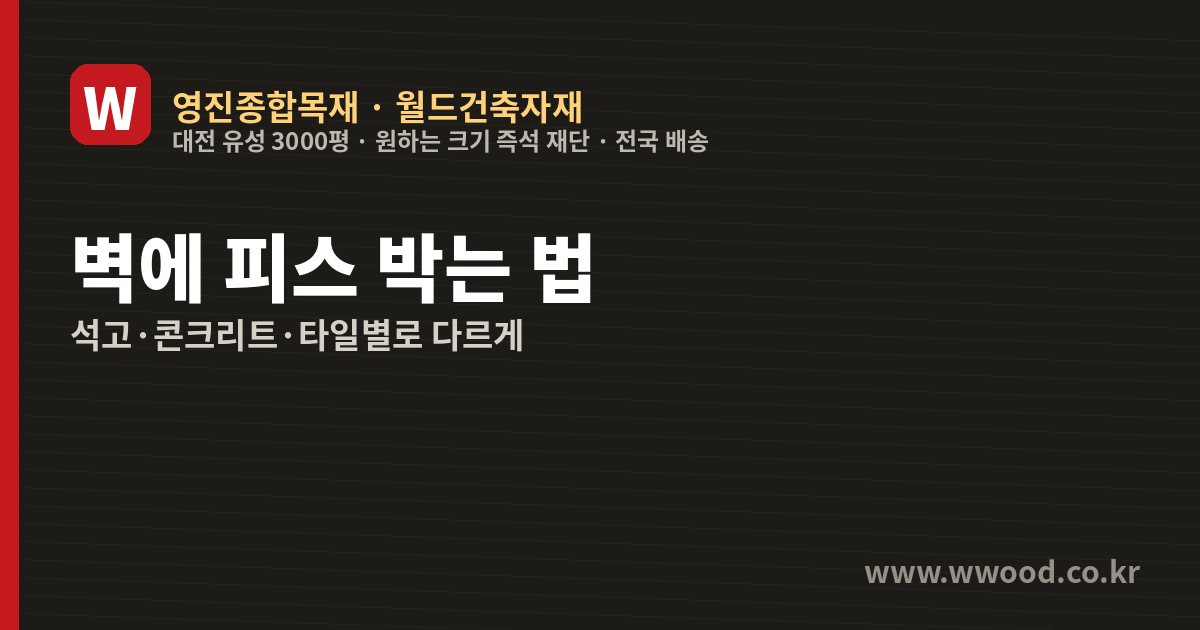 W
영진종합목재 · 월드건축자재
대전 유성 3000평 · 원하는 크기 즉석 재단 · 전국 배송
벽에 피스 박는 법
석고·콘크리트·타일별로 다르게
www.wwood.co.kr